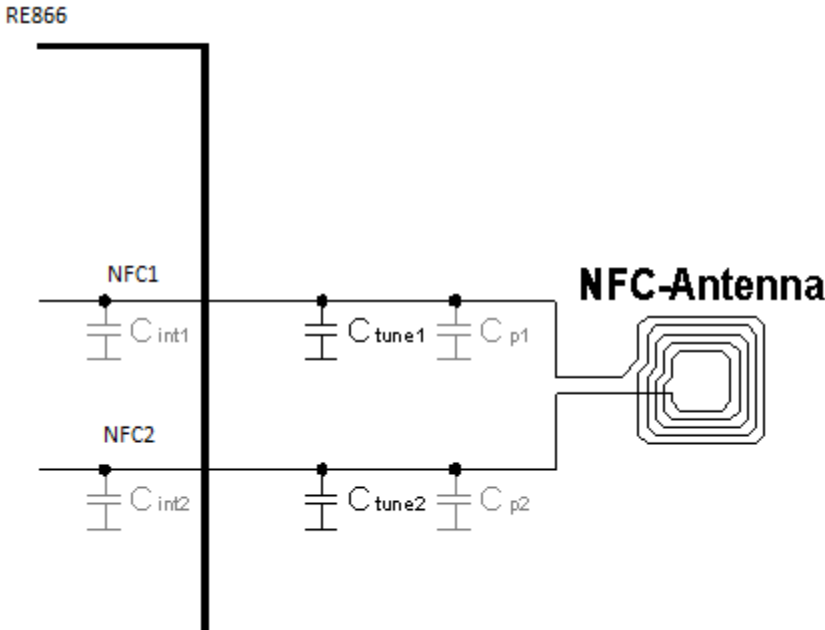 RE866
NFC1
NFC-Antenna
C int1
C tune1
C p1
NFC2
C int2
C tune2
C p2